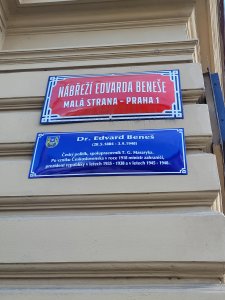 NÁBŘEŽÍ EDVARDA BENEŠE
MALÁ STRANA - PRAHA 1
Dr. Edvard Beneš
(28.5.1884 - 3.9.1948)
Český politik, spolupracovník T. G. Masaryka.
Po vzniku Československa v roce 1918 ministr zahraničí,
prezident republiky v letech 1935 - 1938 a v letech 1945 - 1948.